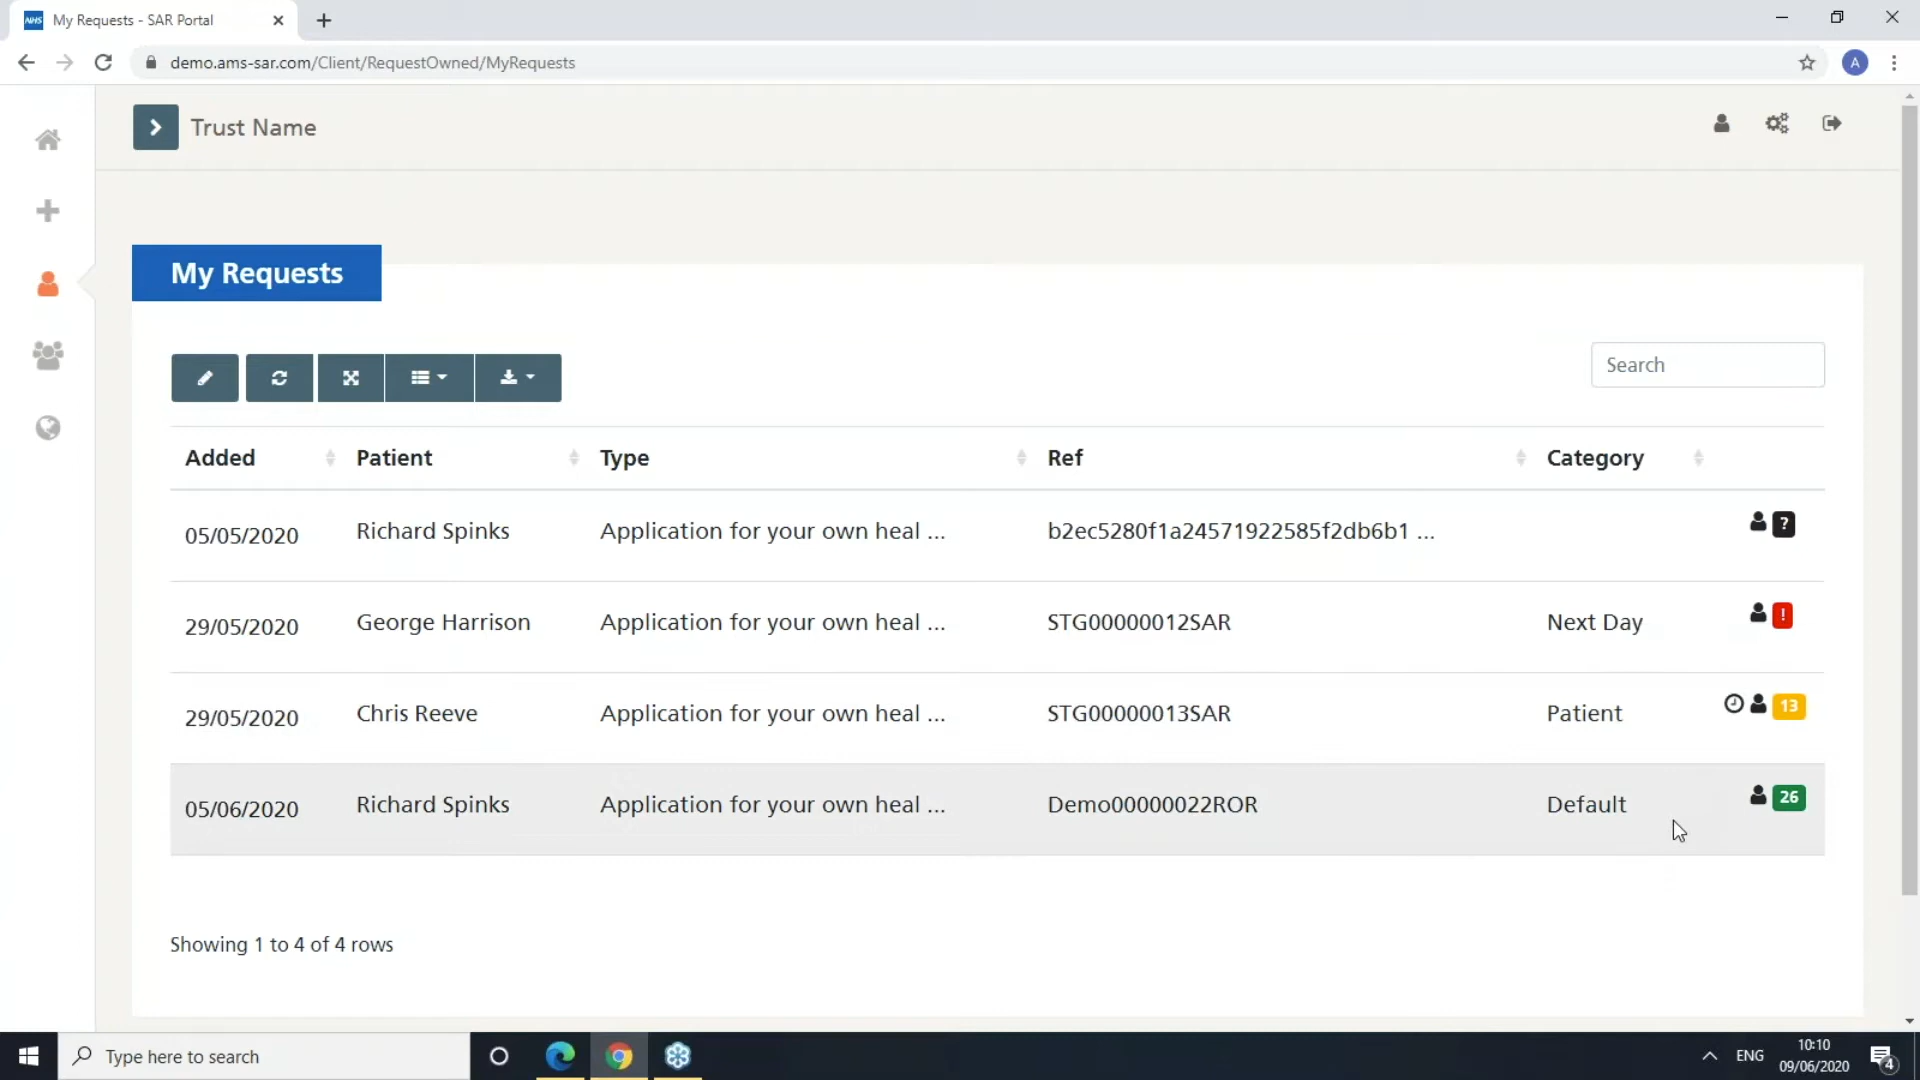 NHS My Requests - SAR Portal
demo.ams-sar.com/Client/RequestOwned/MyRequests
A
Trust Name
My Requests
Search
Added Patient Type Ref Category
05/05/2020 Richard Spinks Application for your own heal ... b2ec5280f1a24571922585f2db6b1 ... ?
29/05/2020 George Harrison Application for your own heal ... STG00000012SAR Next Day !
29/05/2020 Chris Reeve Application for your own heal ... STG00000013SAR Patient 13
05/06/2020 Richard Spinks Application for your own heal ... Demo00000022ROR Default 26
Showing 1 to 4 of 4 rows
Type here to search
ENG
10:10
09/06/2020
4